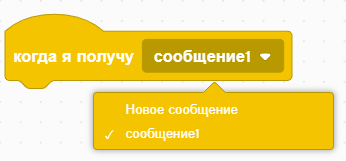 когда я получу сообщение1
Новое сообщение
сообщение1